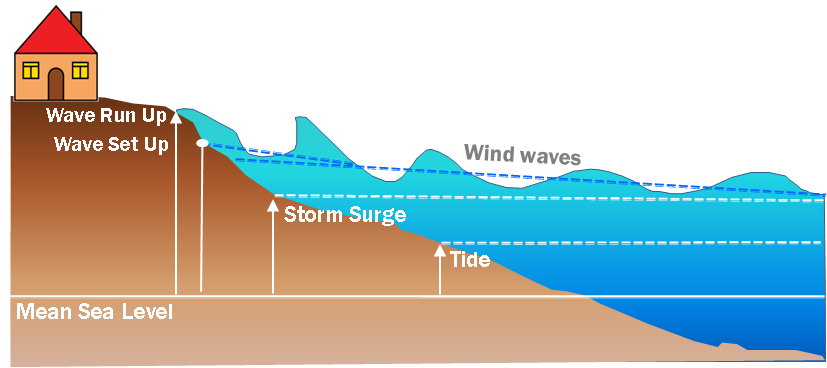 Wave Run Up
Wave Set Up
Wind waves
Storm Surge
Tide
Mean Sea Level